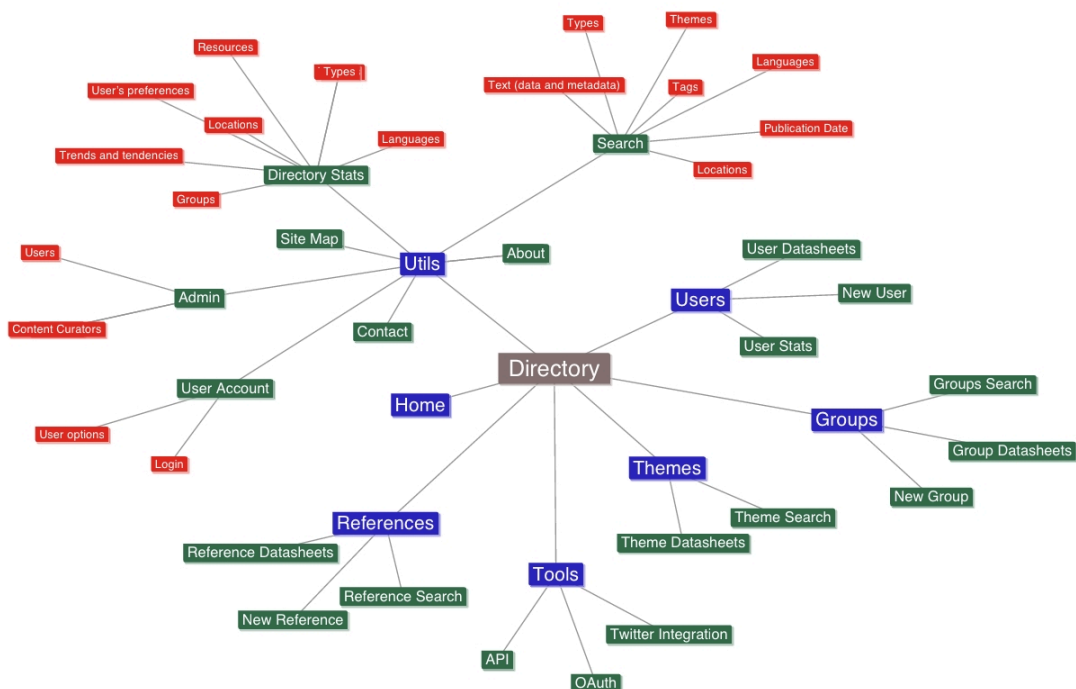 Types
Themes
Resources
Languages
Types
User's preferences
Text (data and metadata)
Tags
Locations
Publication Date
Languages
Search
Trends and tendencies
Directory Stats
Locations
Groups
Site Map
User Datasheets
Users
About
Utils
New User
Admin
Users
Content Curators
Contact
User Stats
Directory
Groups Search
User Account
Home
Groups
User options
Group Datasheets
Login
Themes
New Group
Theme Search
References
Theme Datasheets
Reference Datasheets
Tools
Reference Search
New Reference
Twitter Integration
API
OAuth